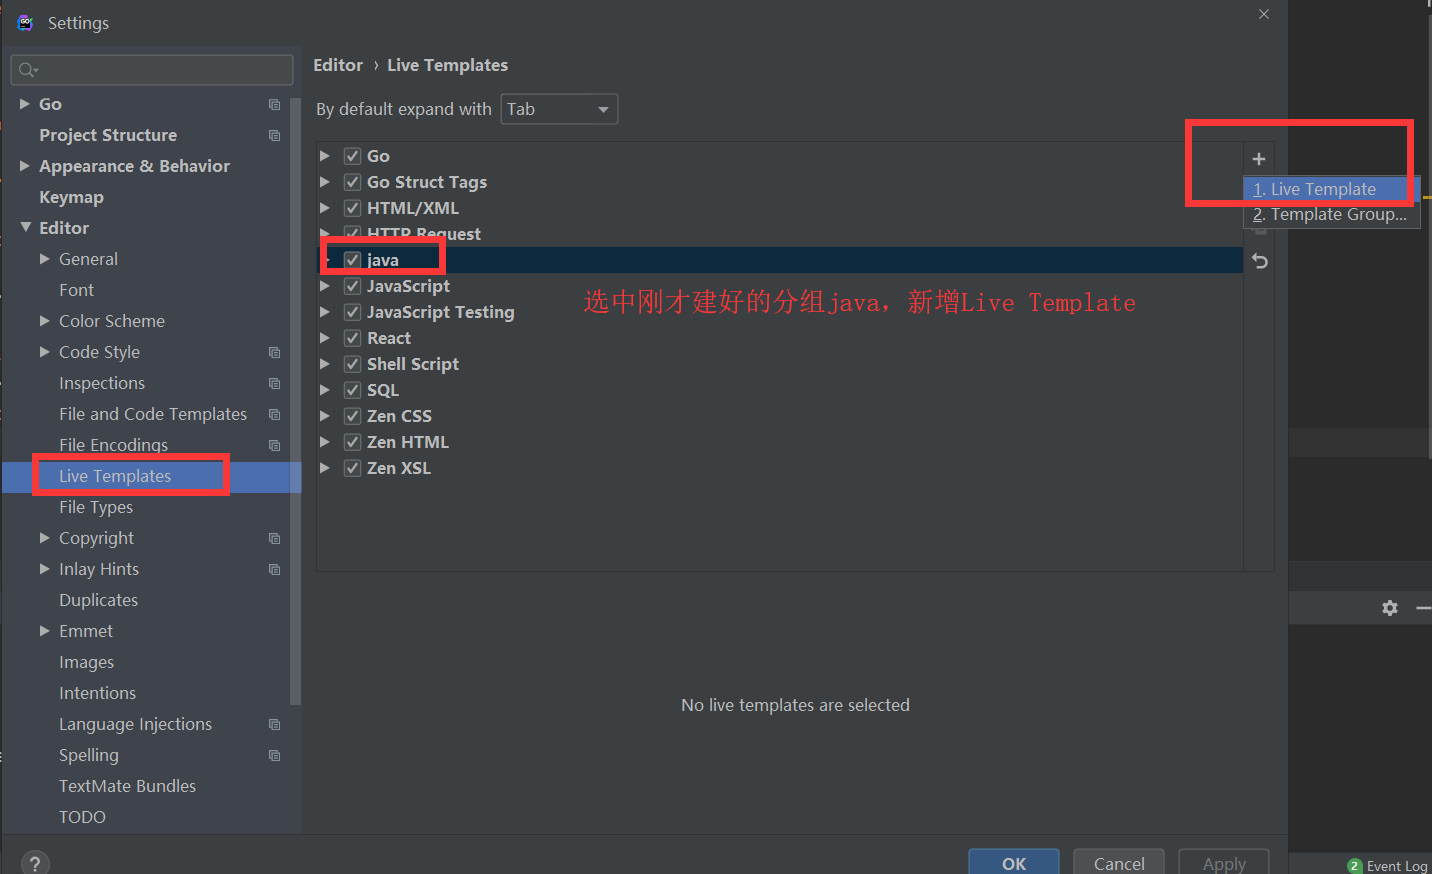 Settings
Go
Project Structure
Appearance & Behavior
Keymap
Editor
General
Font
Color Scheme
Code Style
Inspections
File and Code Templates
File Encodings
Live Templates
File Types
Copyright
Inlay Hints
Duplicates
Emmet
Images
Intentions
Language Injections
Spelling
TextMate Bundles
TODO
Editor › Live Templates
By default expand with Tab
Go
Go Struct Tags
HTML/XML
HTTP Request
java
JavaScript
JavaScript Testing
React
Shell Script
SQL
Zen CSS
Zen HTML
Zen XSL
1. Live Template
2. Template Group...
选中刚才建好的分组java，新增Live Template
No live templates are selected
?
OK Cancel Apply
2 Event Log